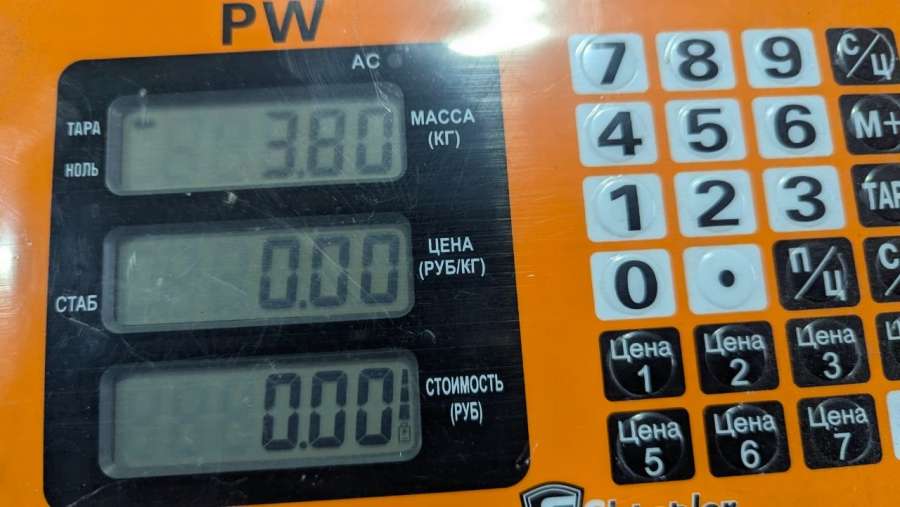 PW
AC
ТАРА
НОЛЬ
3.80
МАССА
(КГ)
0.00
ЦЕНА
(РУБ/КГ)
СТАБ
0.00
СТОИМОСТЬ
(РУБ)
7 8 9 С/Ц
4 5 6 М+
1 2 3
0 . П/Ц
Цена 1 Цена 2 Цена 3
Цена 5 Цена 6 Цена 7